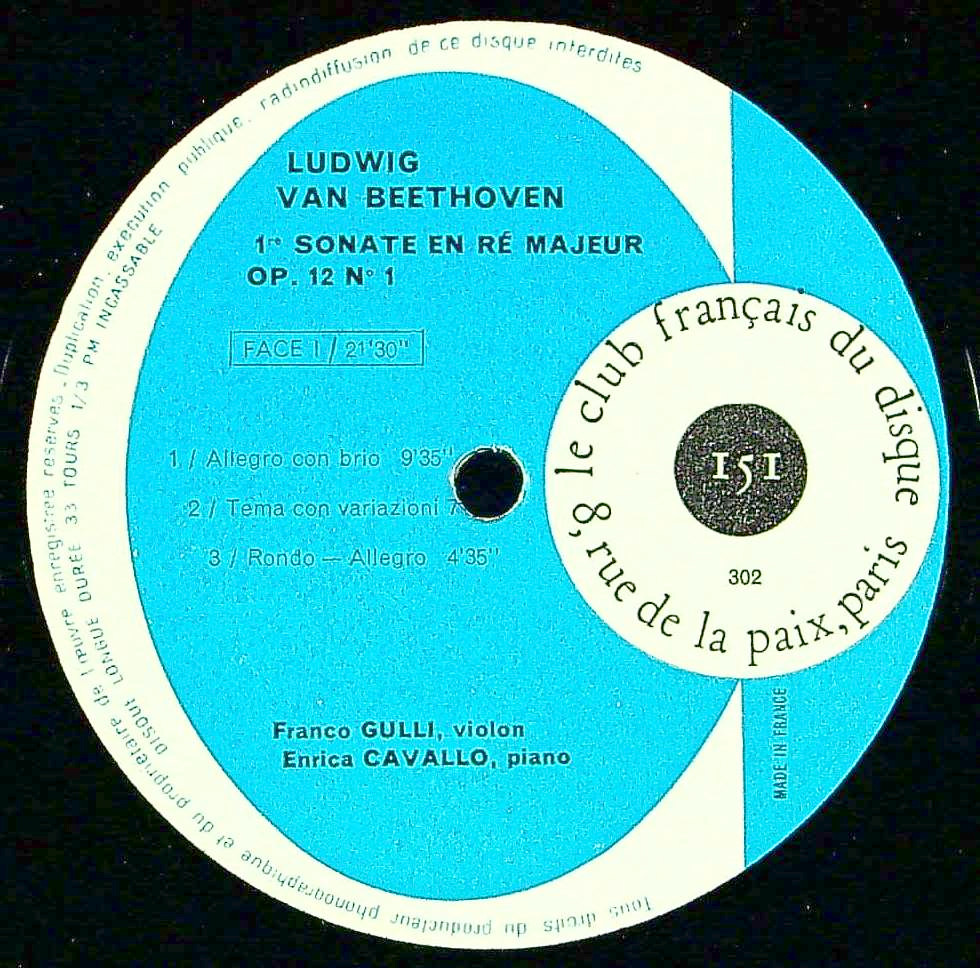 LUDWIG
VAN BEETHOVEN
1re SONATE EN RÉ MAJEUR
OP. 12 N° 1
FACE I / 21'30"
1 / Allegro con brio 9'35"
2 / Tema con variazioni 7
3 / Rondo — Allegro 4'35"
Franco GULLI, violon
Enrica CAVALLO, piano
le club français du disque
8, rue de la paix, paris
151
302
MADE IN FRANCE
Tous droits du producteur phonographique et du propriétaire de l'œuvre enregistrée réservés - Duplication, exécution publique, radiodiffusion de ce disque interdites
DISQUE LONGUE DURÉE 33 TOURS 1/3 PM INCASSABLE